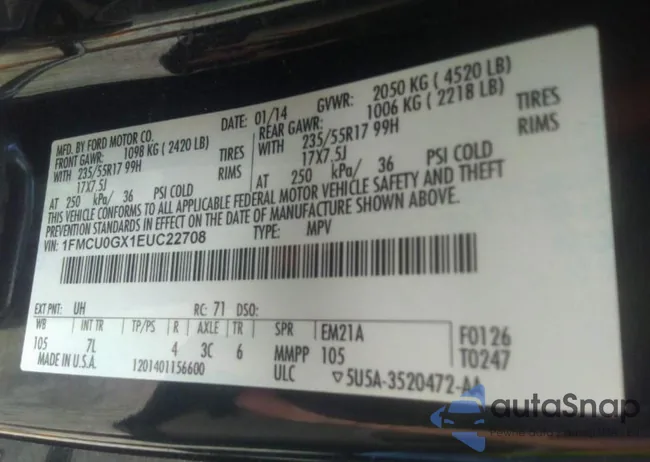 MFD. BY FORD MOTOR CO.
DATE: 01/14 GVWR: 2050 KG ( 4520 LB)
FRONT GAWR: 1098 KG ( 2420 LB) REAR GAWR: 1006 KG ( 2218 LB)
WITH 235/55R17 99H TIRES WITH 235/55R17 99H TIRES
17X7.5J RIMS 17X7.5J RIMS
AT 250 kPa/ 36 PSI COLD AT 250 kPa/ 36 PSI COLD
THIS VEHICLE CONFORMS TO ALL APPLICABLE FEDERAL MOTOR VEHICLE SAFETY AND THEFT
PREVENTION STANDARDS IN EFFECT ON THE DATE OF MANUFACTURE SHOWN ABOVE.
VIN: 1FMCU0GX1EUC22708 TYPE: MPV
EXT PNT: UH RC: 71 DSO:
WB INT TR TP/PS R AXLE TR SPR EM21A F0126
105 7L 4 3C 6 MMPP 105 T0247
MADE IN U.S.A. 1201401156600 ULC ▽5U5A-3520472-AA
autoSnap